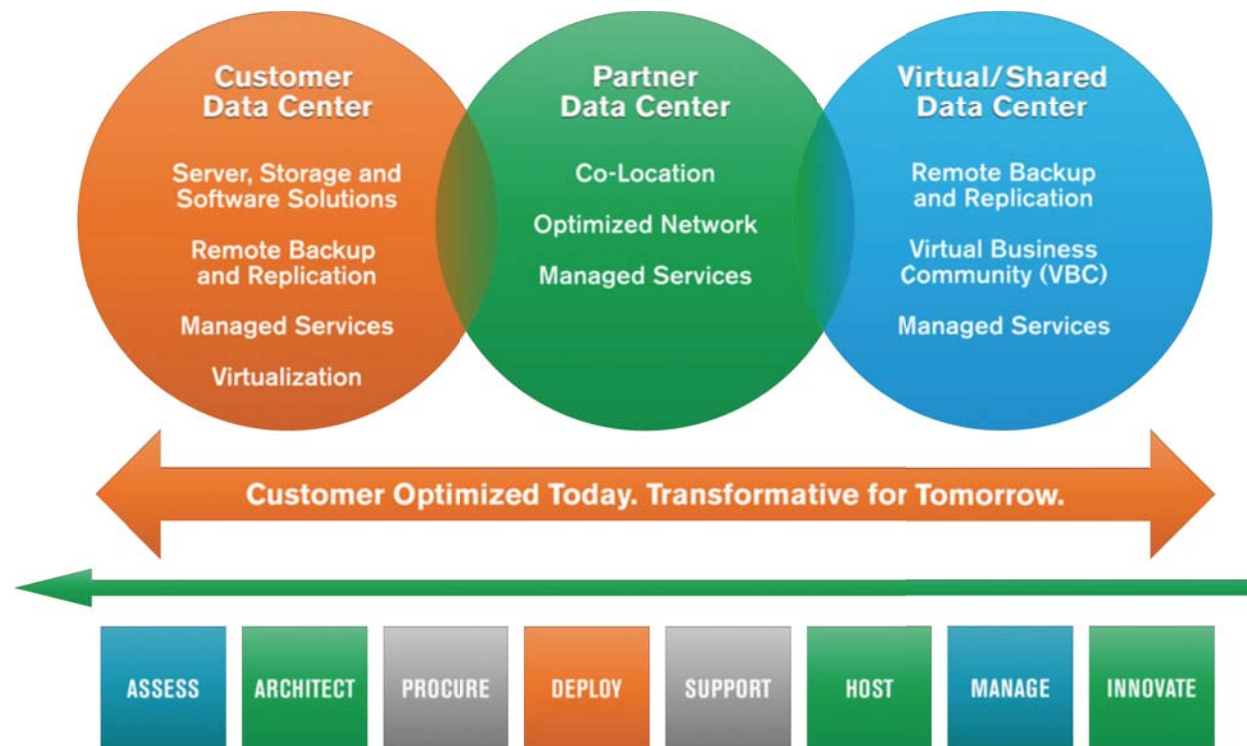 Customer
Data Center
Server, Storage and
Software Solutions
Remote Backup
and Replication
Managed Services
Virtualization
Partner
Data Center
Co-Location
Optimized Network
Managed Services
Virtual/Shared
Data Center
Remote Backup
and Replication
Virtual Business
Community (VBC)
Managed Services
Customer Optimized Today. Transformative for Tomorrow.
ASSESS
ARCHITECT
PROCURE
DEPLOY
SUPPORT
HOST
MANAGE
INNOVATE